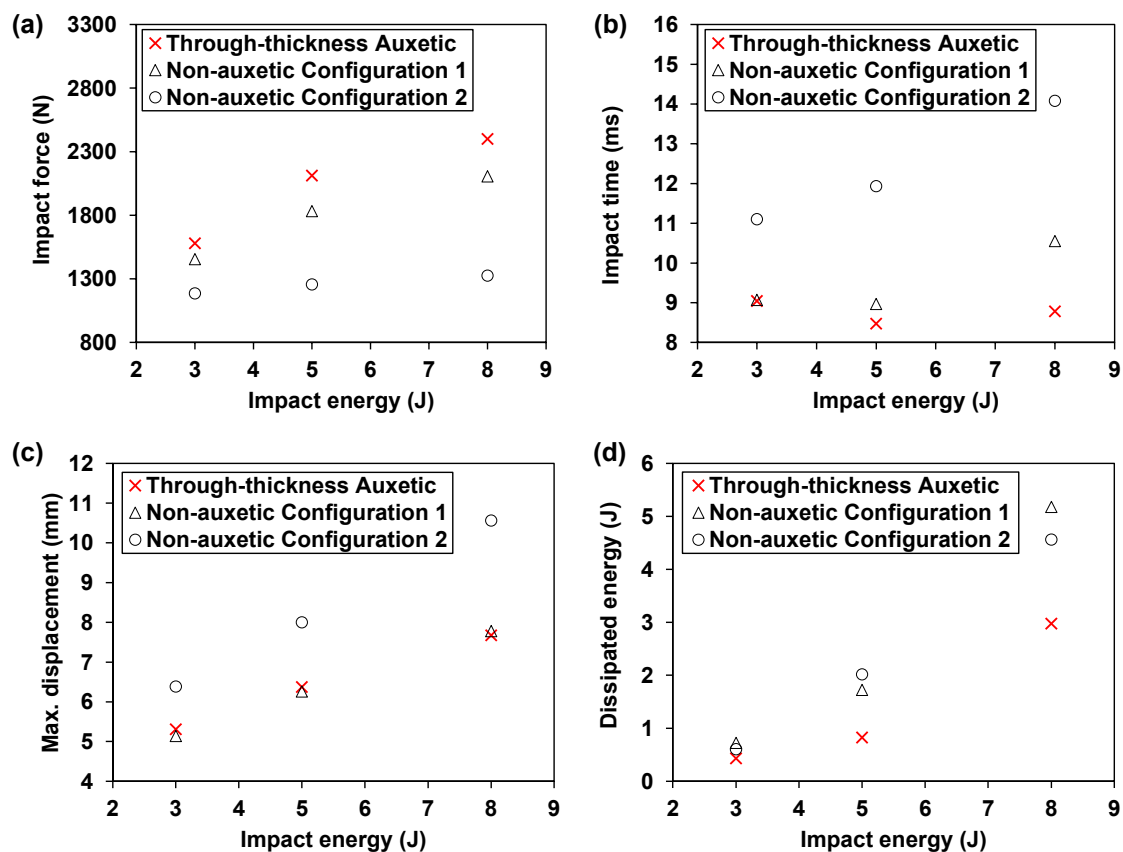 (a)
3300
2800
2300
1800
1300
800
Impact force (N)
Through-thickness Auxetic
Non-auxetic Configuration 1
Non-auxetic Configuration 2
2 3 4 5 6 7 8 9
Impact energy (J)
(b)
16
15
14
13
12
11
10
9
8
Impact time (ms)
Through-thickness Auxetic
Non-auxetic Configuration 1
Non-auxetic Configuration 2
2 3 4 5 6 7 8 9
Impact energy (J)
(c)
12
11
10
9
8
7
6
5
4
Max. displacement (mm)
Through-thickness Auxetic
Non-auxetic Configuration 1
Non-auxetic Configuration 2
2 3 4 5 6 7 8 9
Impact energy (J)
(d)
6
5
4
3
2
1
0
Dissipated energy (J)
Through-thickness Auxetic
Non-auxetic Configuration 1
Non-auxetic Configuration 2
2 3 4 5 6 7 8 9
Impact energy (J)